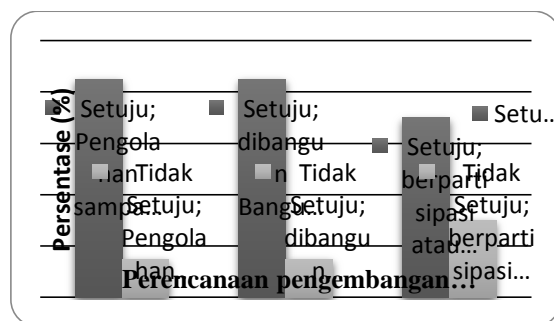 Persentase (%)
Setuju;
Pengola
han
sampa...
Tidak
Setuju;
Pengola
han...
Setuju;
dibangu
n
Bangu...
Tidak
Setuju;
dibangu
n...
Setuju;
berparti
sipasi
atau...
Tidak
Setuju;
berparti
sipasi...
Setu...
Perencanaan pengembangan...